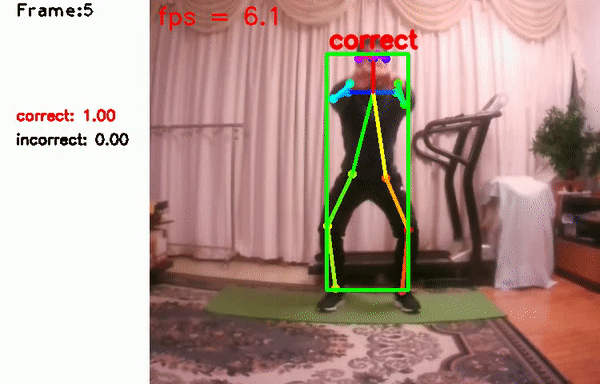 Frame:5
fps = 6.1
correct
correct: 1.00
incorrect: 0.00